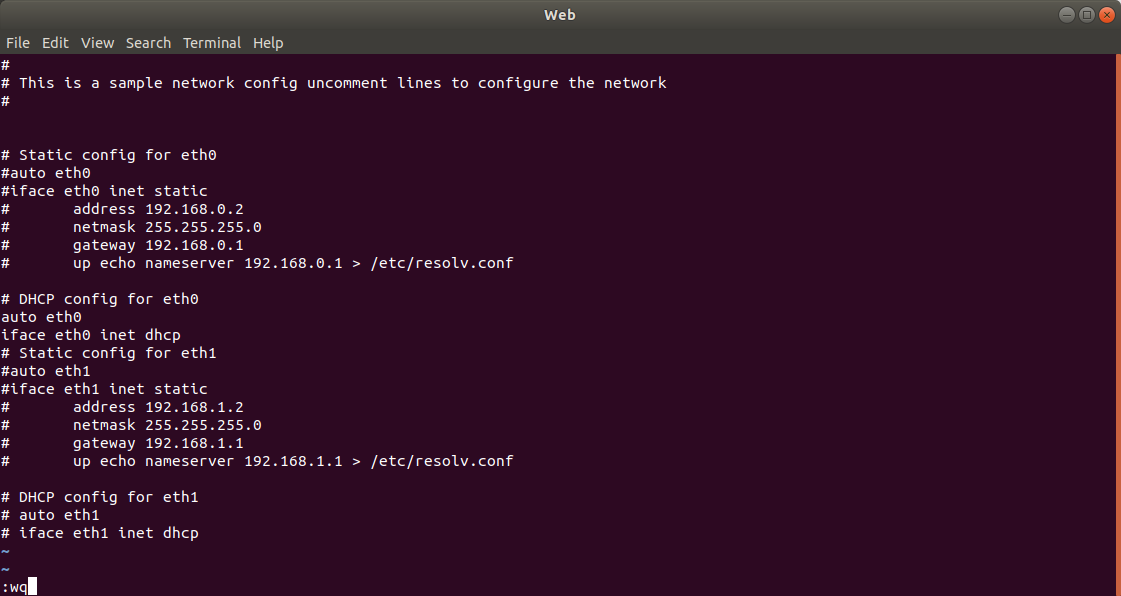 Web
File Edit View Search Terminal Help
#
# This is a sample network config uncomment lines to configure the network
#
# Static config for eth0
#auto eth0
#iface eth0 inet static
#       address 192.168.0.2
#       netmask 255.255.255.0
#       gateway 192.168.0.1
#       up echo nameserver 192.168.0.1 > /etc/resolv.conf
# DHCP config for eth0
auto eth0
iface eth0 inet dhcp
# Static config for eth1
#auto eth1
#iface eth1 inet static
#       address 192.168.1.2
#       netmask 255.255.255.0
#       gateway 192.168.1.1
#       up echo nameserver 192.168.1.1 > /etc/resolv.conf
# DHCP config for eth1
# auto eth1
# iface eth1 inet dhcp
~
~
:wq